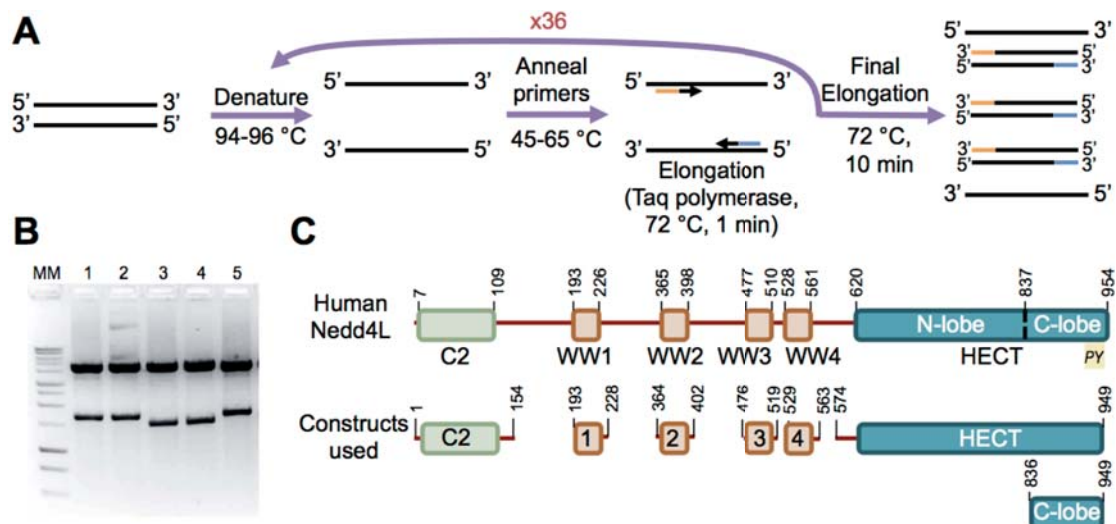 A
x36
5’ 3’
3’ 5’
Denature
94-96 °C
5’ 3’
3’ 5’
Anneal
primers
45-65 °C
5’ 3’
3’ 5’
Elongation
(Taq polymerase,
72 °C, 1 min)
Final
Elongation
72 °C,
10 min
5’ 3’
3’ 5’
5’ 3’
3’ 5’
5’ 3’
3’ 5’
5’ 3’
3’ 5’
B
MM 1 2 3 4 5
C
Human
Nedd4L
7 109 193 226 365 398 477 510 528 561 620 837 954
N-lobe C-lobe
C2 WW1 WW2 WW3 WW4 HECT PY
Constructs
used
1 154 193 228 364 402 476 519 529 563 574 949
C2 1 2 3 4 HECT
836 949
C-lobe